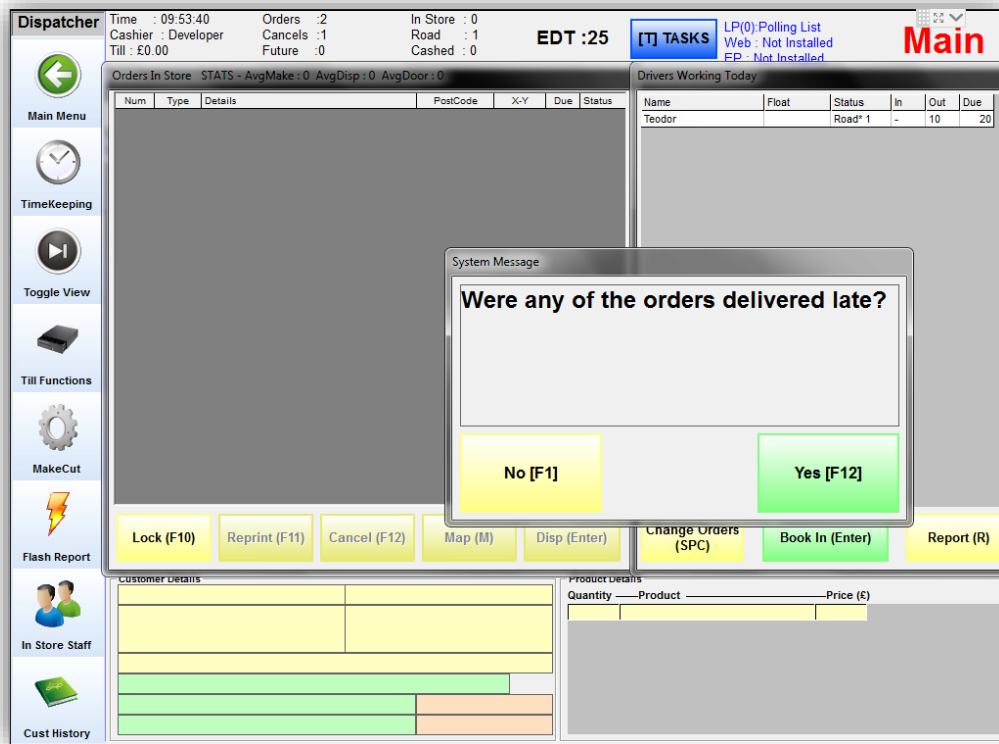 Dispatcher
Time : 09:53:40 Orders :2 In Store : 0
Cashier : Developer Cancels :1 Road : 1
Till : £0.00 Future :0 Cashed : 0
EDT :25
[T] TASKS
LP(0):Polling List
Web : Not Installed
EP : Not Installed
Main
Main Menu
TimeKeeping
Toggle View
Till Functions
MakeCut
Flash Report
In Store Staff
Cust History
Orders In Store STATS - AvgMake : 0 AvgDisp : 0 AvgDoor : 0
Num Type Details PostCode X-Y Due Status
Drivers Working Today
Name Float Status In Out Due
Teodor Road* 1 - 10 20
System Message
Were any of the orders delivered late?
No [F1] Yes [F12]
Lock (F10) Reprint (F11) Cancel (F12) Map (M) Disp (Enter)
Change Orders
(SPC)
Book In (Enter) Report (R)
Customer Details
Product Details
Quantity Product Price (£)